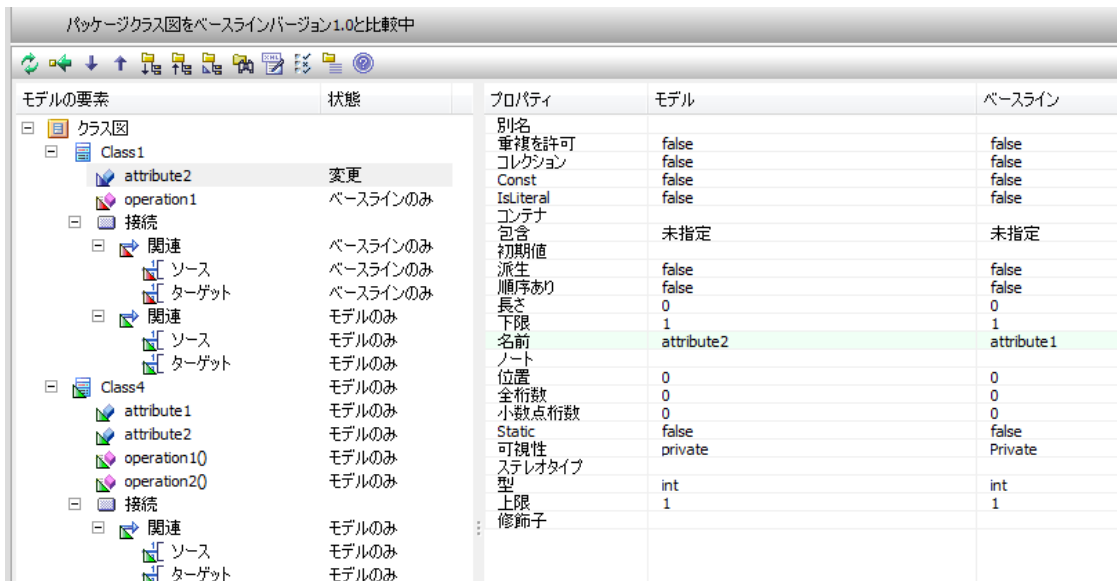 パッケージクラス図をベースラインバージョン1.0と比較中
モデルの要素 状態
クラス図
Class1
attribute2 変更
operation1 ベースラインのみ
接続
関連 ベースラインのみ
ソース ベースラインのみ
ターゲット ベースラインのみ
関連 モデルのみ
ソース モデルのみ
ターゲット モデルのみ
Class4 モデルのみ
attribute1 モデルのみ
attribute2 モデルのみ
operation1() モデルのみ
operation2() モデルのみ
接続
関連 モデルのみ
ソース モデルのみ
ターゲット モデルのみ
プロパティ モデル ベースライン
別名
重複を許可 false false
コレクション false false
Const false false
IsLiteral false false
コンテナ
包含 未指定 未指定
初期値
派生 false false
順序あり false false
長さ 0 0
下限 1 1
名前 attribute2 attribute1
ノート
位置 0 0
全桁数 0 0
小数点桁数 0 0
Static false false
可視性 private Private
ステレオタイプ
型 int int
上限 1 1
修飾子